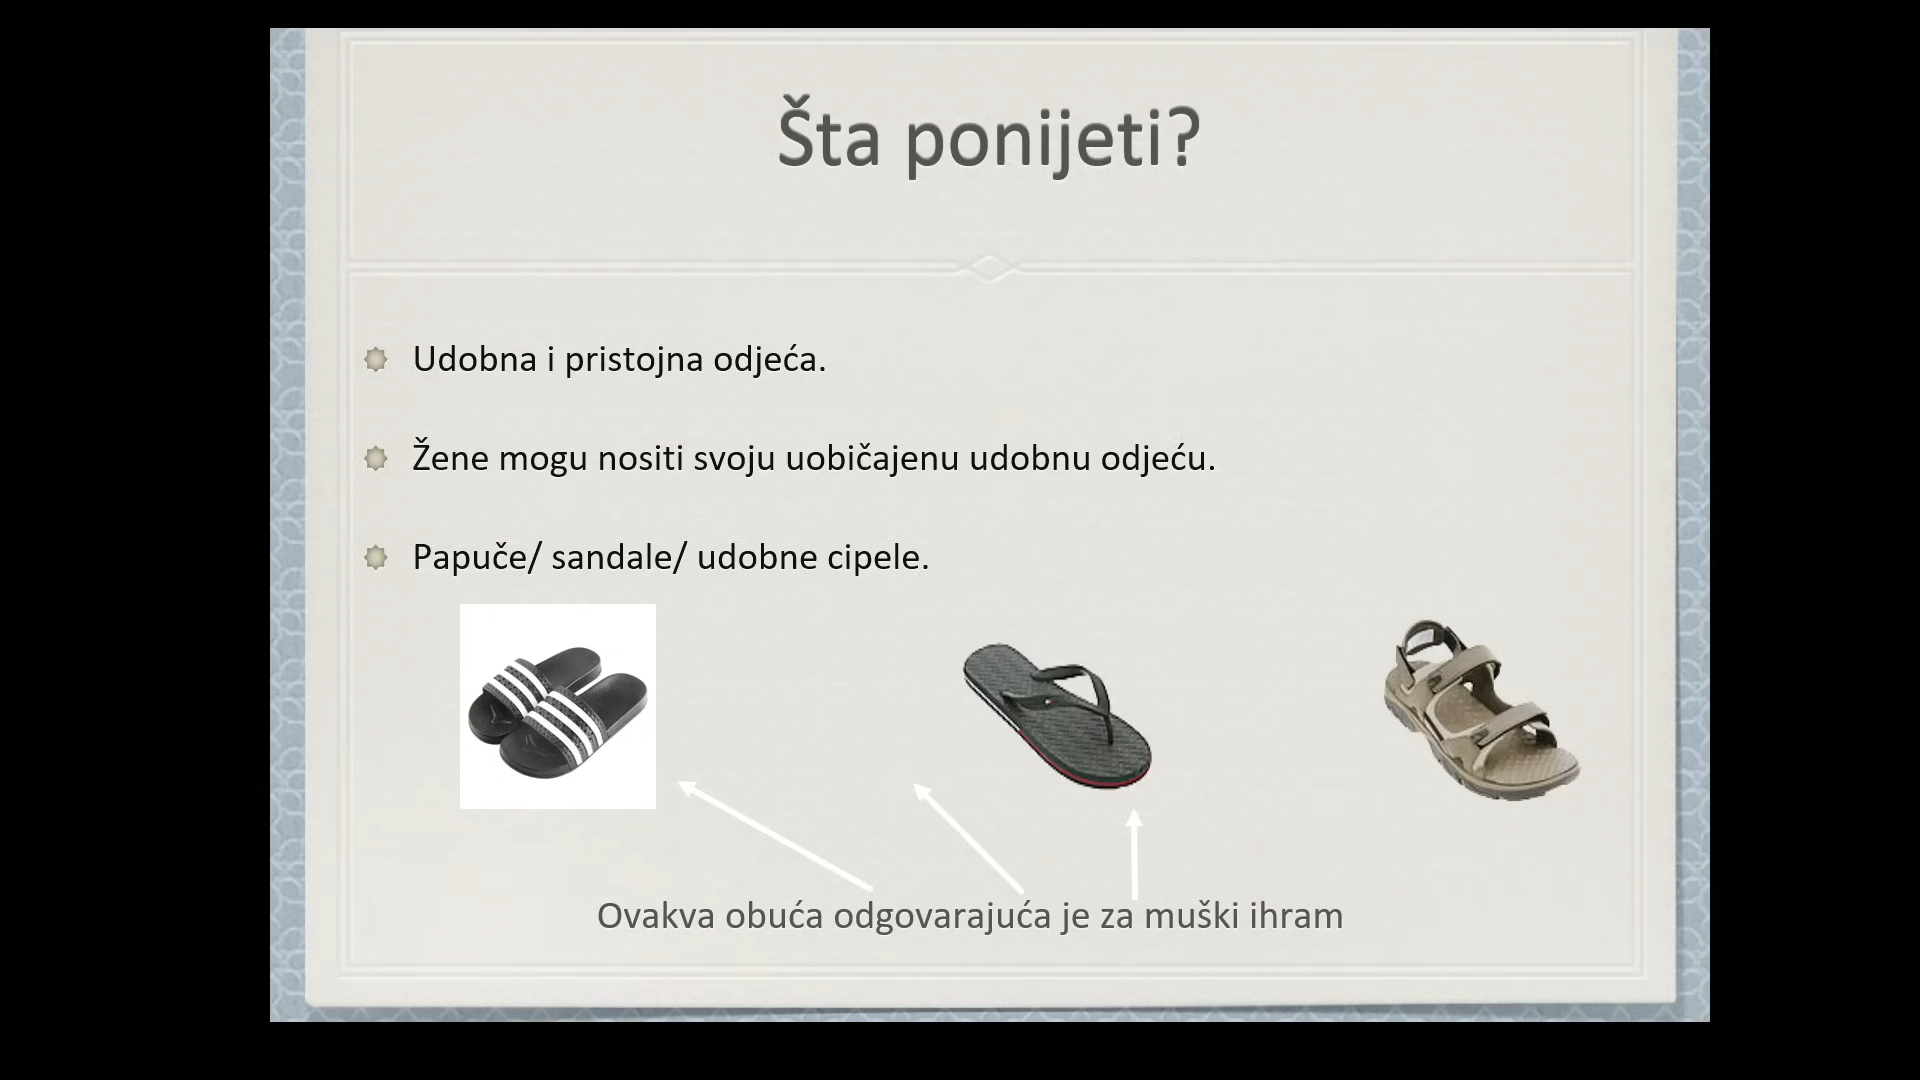 Šta ponijeti?
Udobna i pristojna odjeća.
Žene mogu nositi svoju uobičajenu udobnu odjeću.
Papuče/ sandale/ udobne cipele.
Ovakva obuća odgovarajuća je za muški ihram